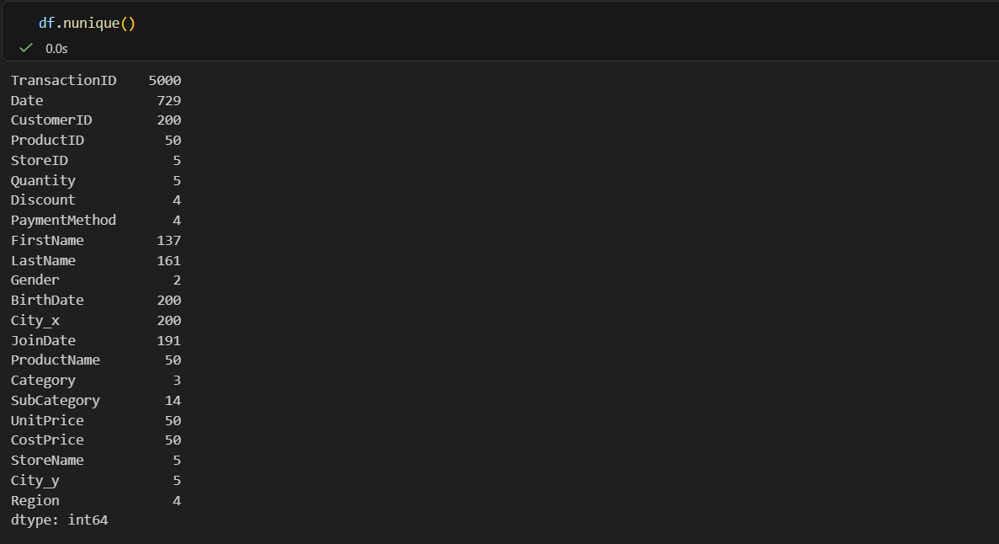 df.nunique()
0.0s
TransactionID    5000
Date              729
CustomerID        200
ProductID          50
StoreID             5
Quantity            5
Discount            4
PaymentMethod       4
FirstName         137
LastName          161
Gender              2
BirthDate         200
City_x            200
JoinDate          191
ProductName        50
Category            3
SubCategory        14
UnitPrice          50
CostPrice          50
StoreName           5
City_y              5
Region              4
dtype: int64